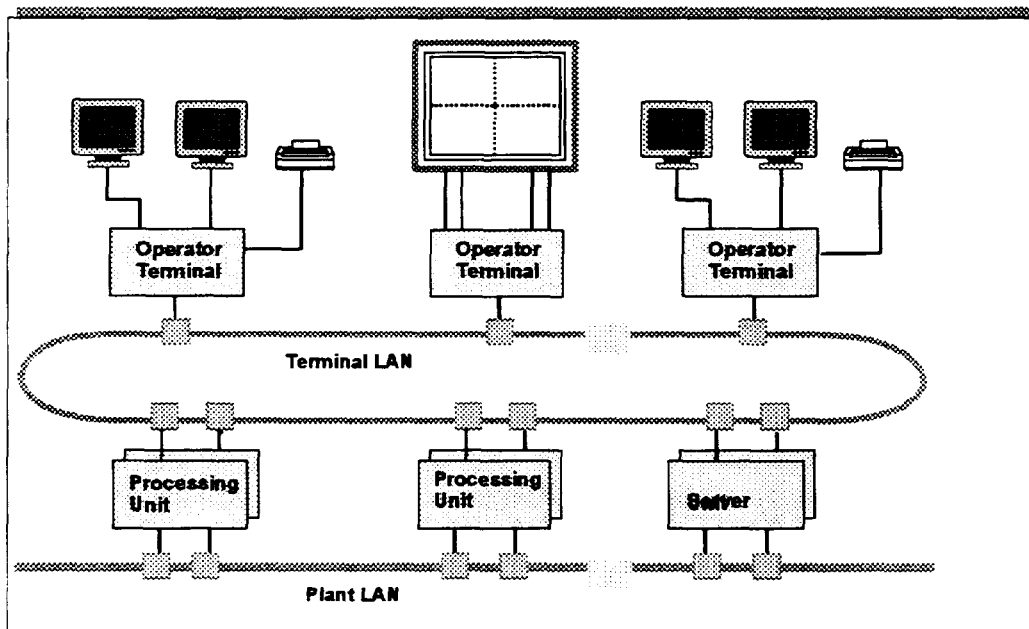 Operator
Terminal
Operator
Terminal
Operator
Terminal
Terminal LAN
Processing
Unit
Processing
Unit
Server
Plant LAN